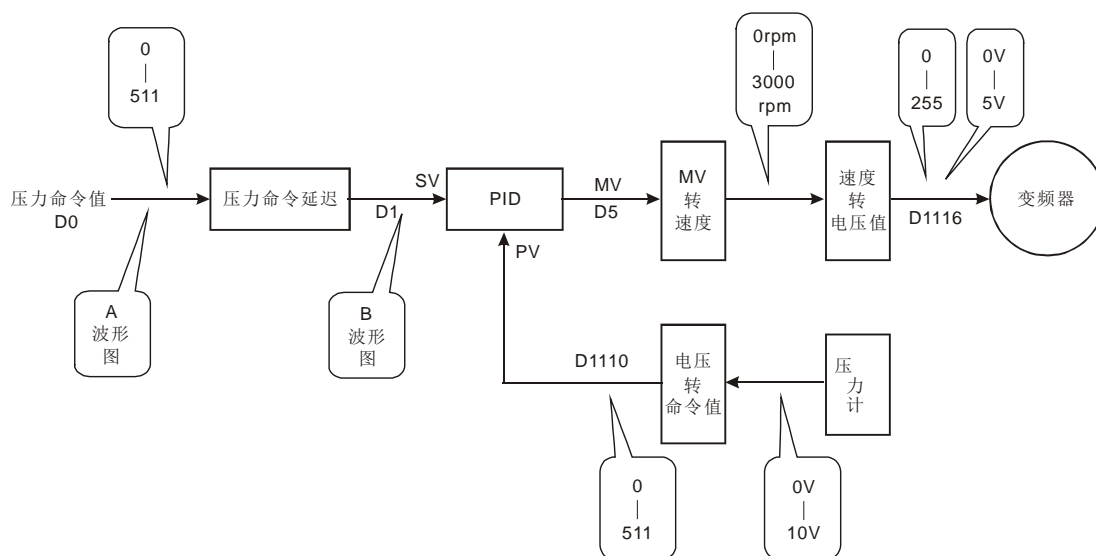 0
|
511
0rpm
|
3000
rpm
0
|
255
0V
|
5V
压力命令值
D0
压力命令延迟
SV
D1
PID
MV
D5
MV
转
速度
速度
转
电压值
D1116
变频器
PV
A
波形
图
B
波形
图
D1110
电压
转
命令值
压
力
计
0
|
511
0V
|
10V